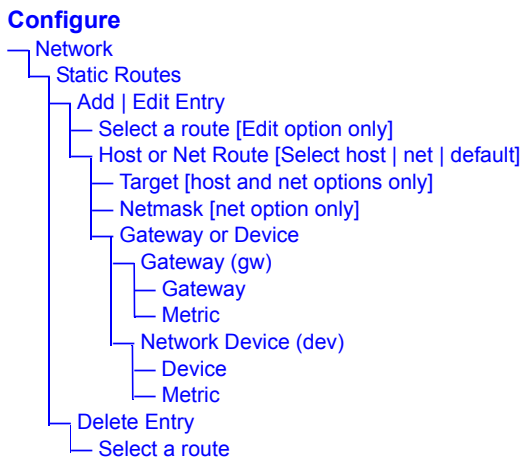 Configure
Network
Static Routes
Add | Edit Entry
Select a route [Edit option only]
Host or Net Route [Select host | net | default]
Target [host and net options only]
Netmask [net option only]
Gateway or Device
Gateway (gw)
Gateway
Metric
Network Device (dev)
Device
Metric
Delete Entry
Select a route